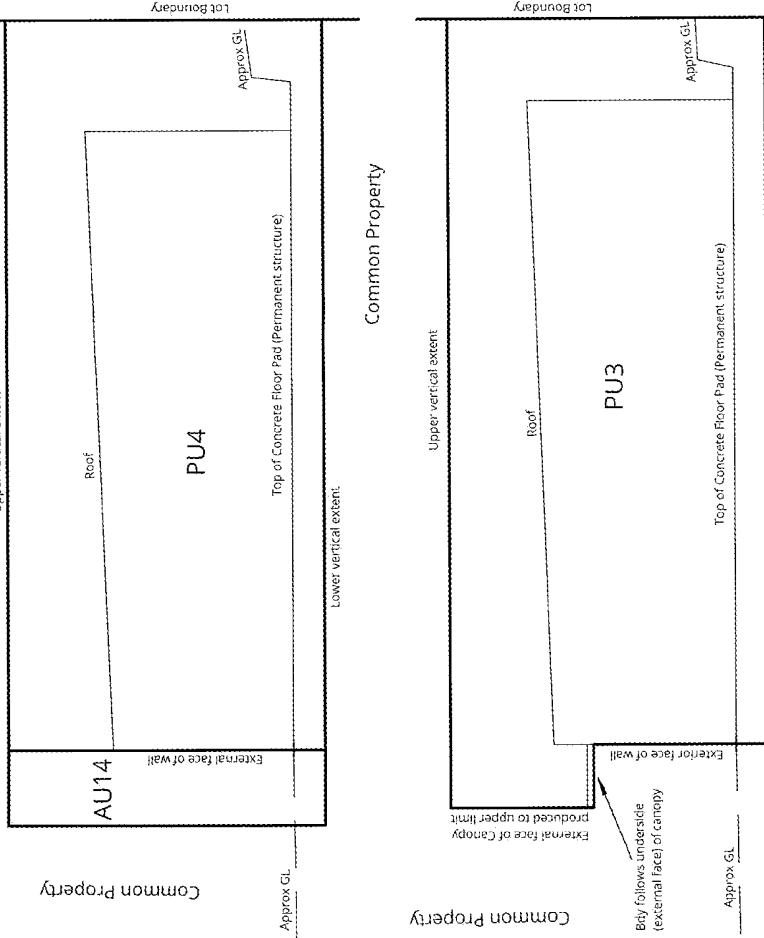 Lot Boundary
Approx GL
Roof
PU4
Top of Concrete Floor Pad (Permanent structure)
Lower vertical extent
AU14
External face of wall
Common Property
Approx GL
Common Property
Lot Boundary
Approx GL
Upper vertical extent
Roof
PU3
Top of Concrete Floor Pad (Permanent structure)
Exterior face of wall
External face of Canopy
produced to upper limit
Bdy follows underside
(external face) of canopy
Common Property
Approx GL